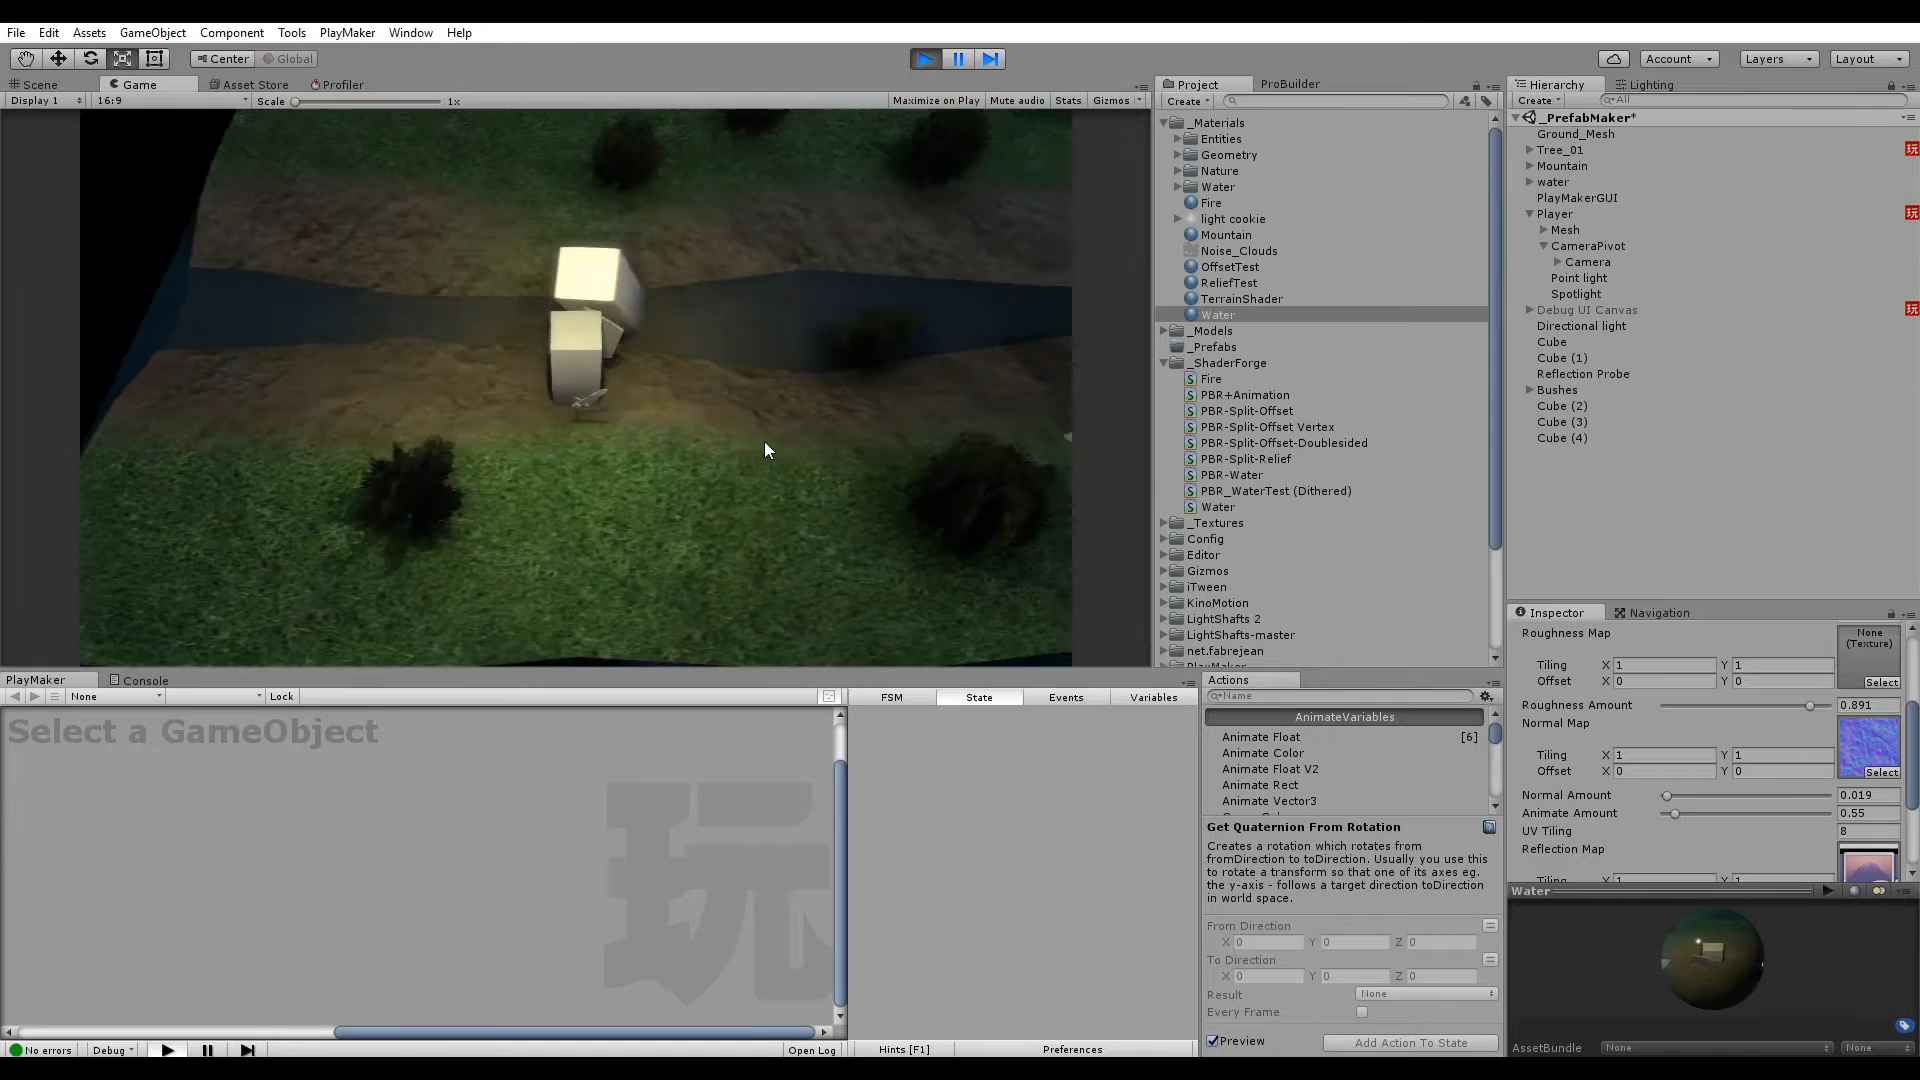 File Edit Assets GameObject Component Tools PlayMaker Window Help
Center Global Account Layers Layout
Scene Game Asset Store Profiler
Display 1 16:9 Scale 1x Maximize on Play Mute audio Stats Gizmos
Project ProBuilder
Create
_Materials
Entities
Geometry
Nature
Water
Fire
light cookie
Mountain
Noise_Clouds
OffsetTest
ReliefTest
TerrainShader
Water
_Models
_Prefabs
_ShaderForge
Fire
PBR+Animation
PBR-Split-Offset
PBR-Split-Offset Vertex
PBR-Split-Offset-Doublesided
PBR-Split-Relief
PBR-Water
PBR_WaterTest (Dithered)
Water
_Textures
Config
Editor
Gizmos
iTween
KinoMotion
LightShafts 2
LightShafts-master
net.fabrejean
PlayMaker
Hierarchy Lighting
Create All
_PrefabMaker*
Ground_Mesh
Tree_01 玩
Mountain
water
PlayMakerGUI
Player 玩
Mesh
CameraPivot
Camera
Point light
Spotlight
Debug UI Canvas 玩
Directional light
Cube
Cube (1)
Reflection Probe
Bushes
Cube (2)
Cube (3)
Cube (4)
Inspector Navigation
Roughness Map None (Texture)
Tiling X 1 Y 1
Offset X 0 Y 0 Select
Roughness Amount 0.891
Normal Map
Tiling X 1 Y 1
Offset X 0 Y 0 Select
Normal Amount 0.019
Animate Amount 0.55
UV Tiling 8
Reflection Map
Tiling X 1 Y 1
Water
AssetBundle None None
PlayMaker Console
None Lock
Select a GameObject
玩
No errors Debug Open Log
FSM State Events Variables
Hints [F1] Preferences
Actions
Name
AnimateVariables
Animate Float [6]
Animate Color
Animate Float V2
Animate Rect
Animate Vector3
Get Quaternion From Rotation
Creates a rotation which rotates from
fromDirection to toDirection. Usually you use this
to rotate a transform so that one of its axes eg.
the y-axis - follows a target direction toDirection
in world space.
From Direction
X 0 Y 0 Z 0
To Direction
X 0 Y 0 Z 0
Result None
Every Frame
Preview Add Action To State